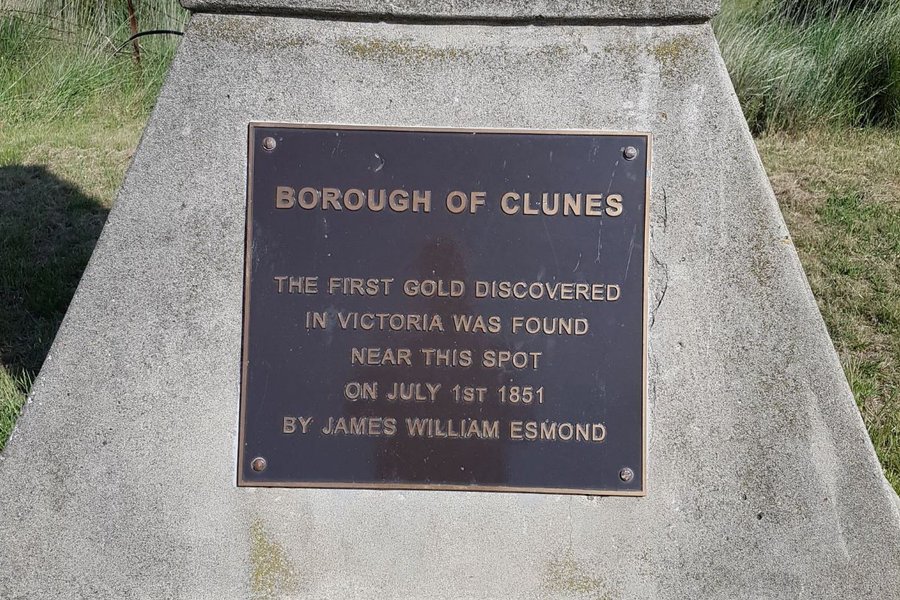 BOROUGH OF CLUNES
THE FIRST GOLD DISCOVERED
IN VICTORIA WAS FOUND
NEAR THIS SPOT
ON JULY 1ST 1851
BY JAMES WILLIAM ESMOND